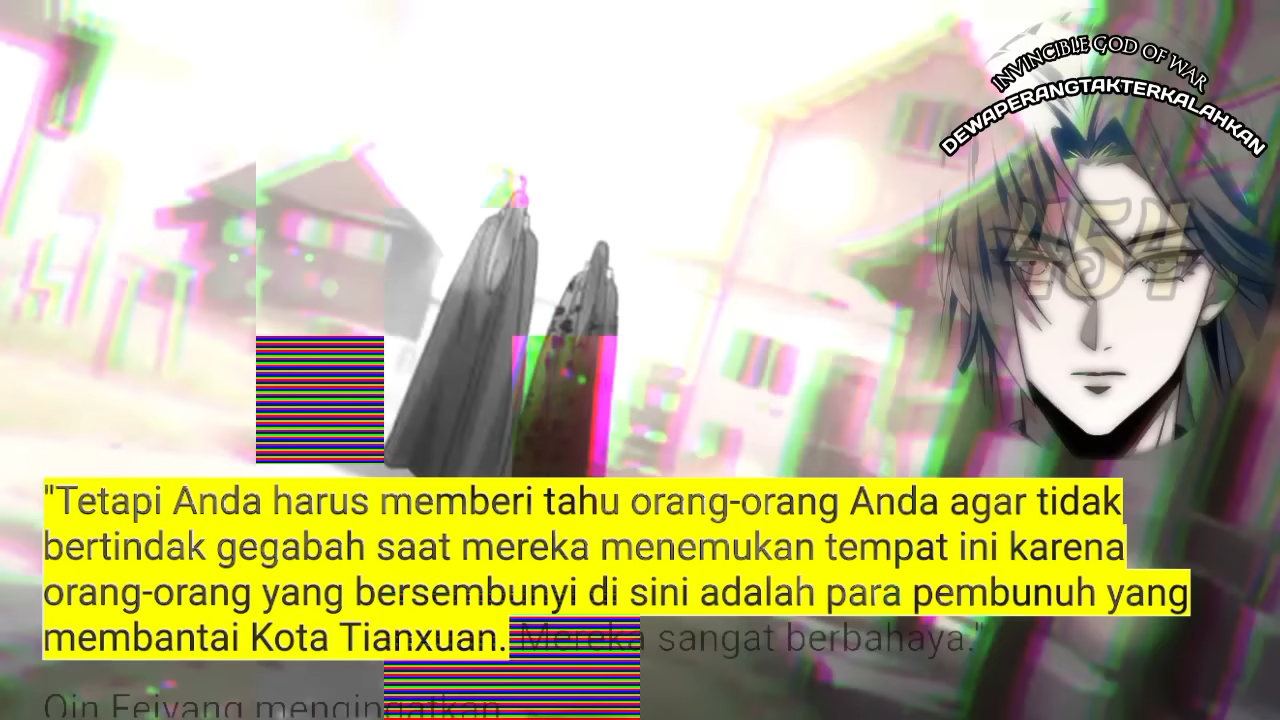 INVINCIBLE GOD OF WAR
DEWAPERANGTAKTERKALAHKAN
454
"Tetapi Anda harus memberi tahu orang-orang Anda agar tidak
bertindak gegabah saat mereka menemukan tempat ini karena
orang-orang yang bersembunyi di sini adalah para pembunuh yang
membantai Kota Tianxuan. Mereka sangat berbahaya."
Qin Feiyang mengingatkan